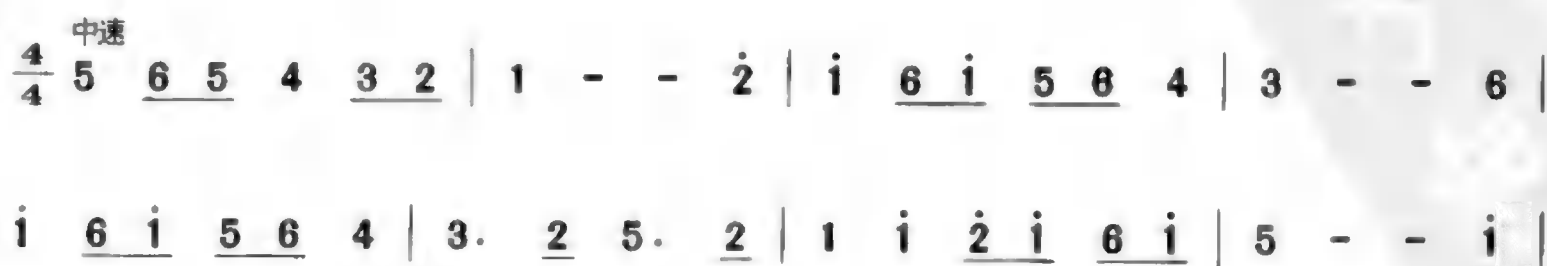 中速
4/4 5 6 5 4 3 2 | 1 - - 2̇ | i̇ 6 i̇ 5 6 4 | 3 - - 6 |
i̇ 6 i̇ 5 6 4 | 3. 2 5. 2 | 1 i̇ 2̇ i̇ 6 i̇ | 5 - - i̇ |